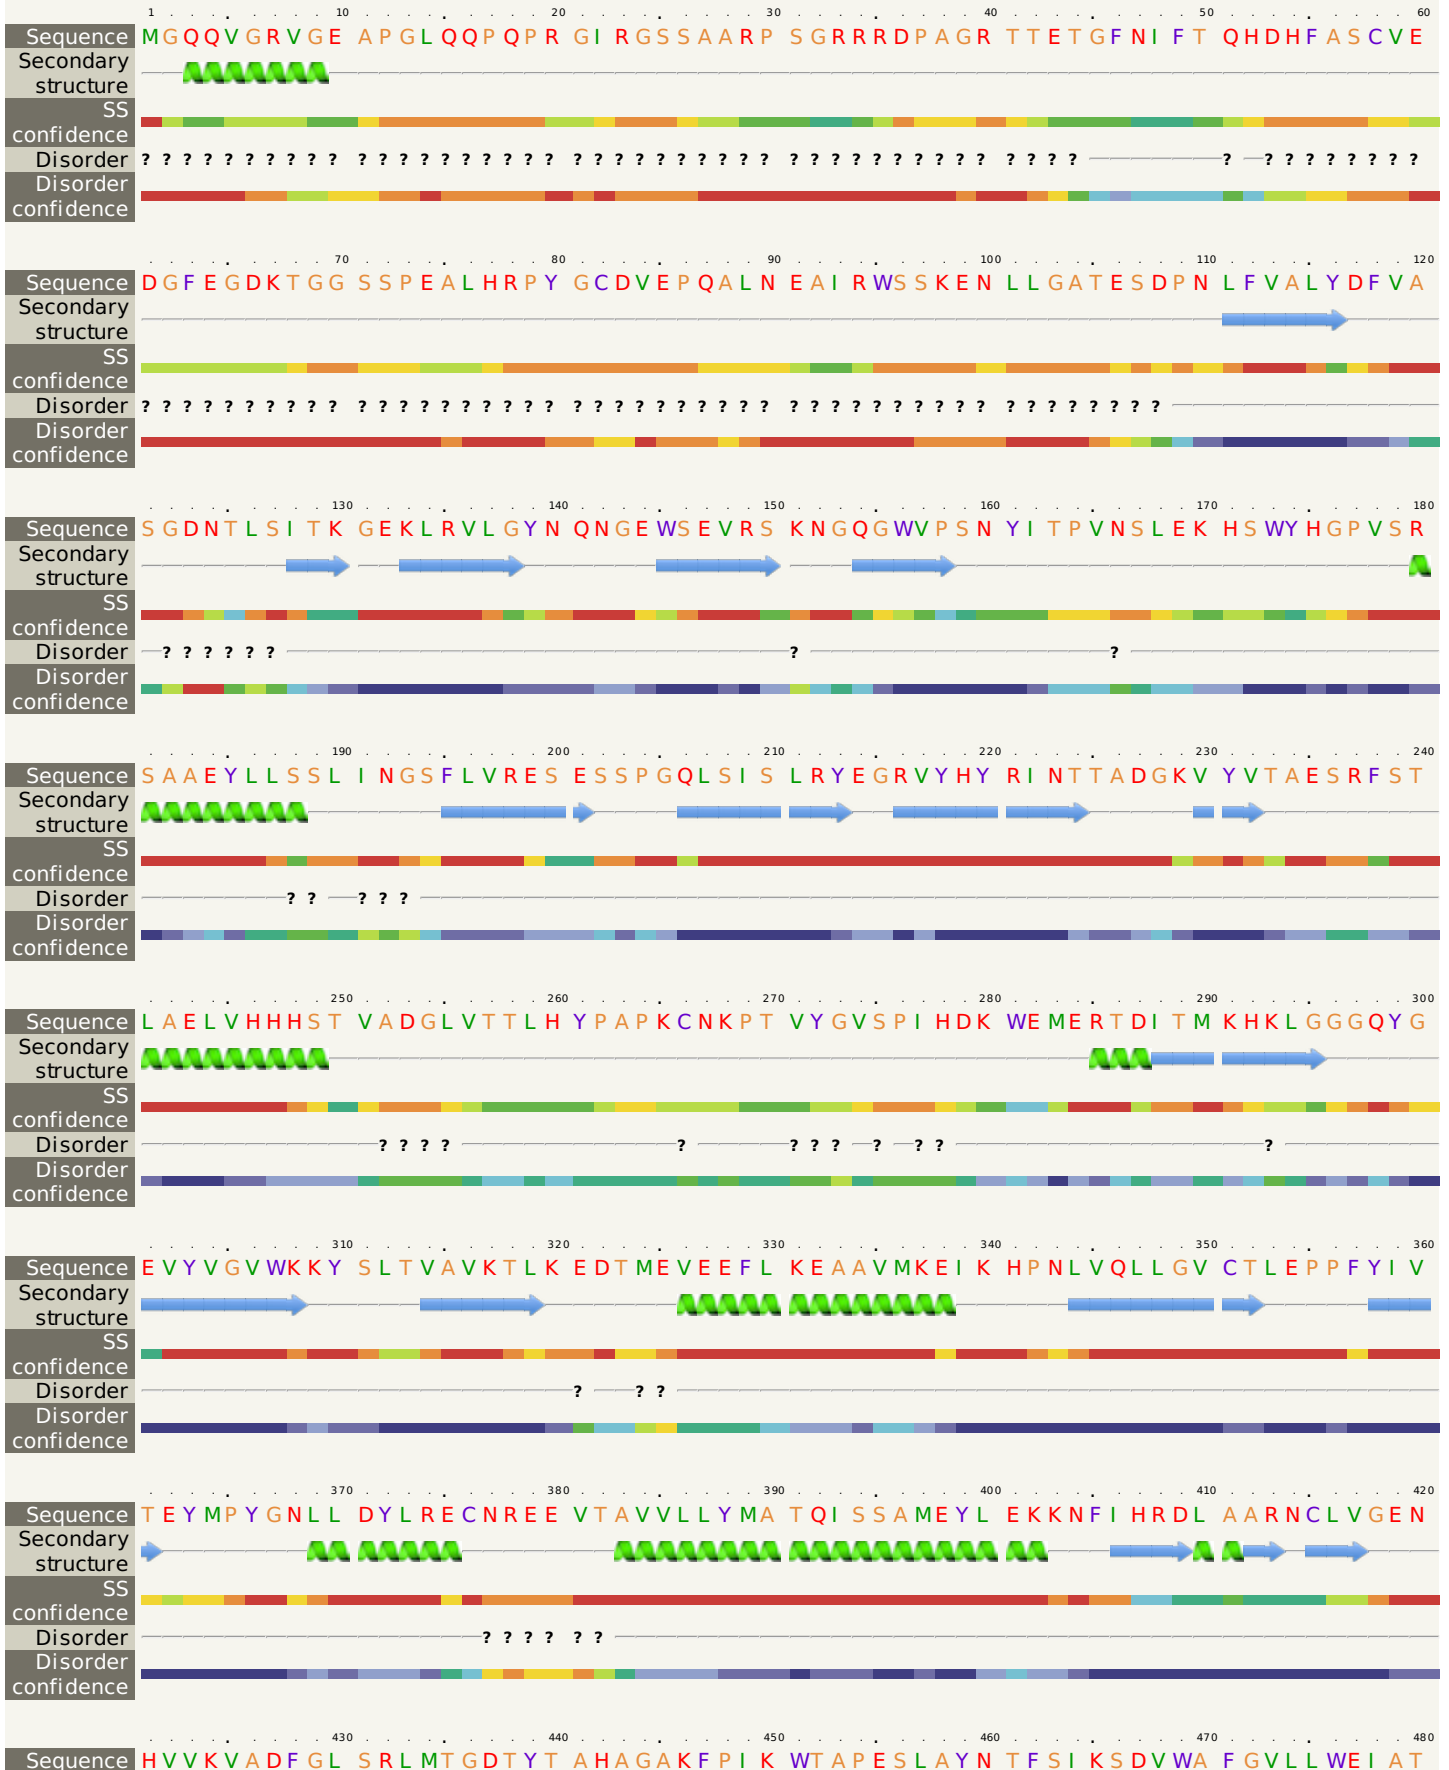 1 . . . . 10 . . . . 20 . . . . 30 . . . . 40 . . . . 50 . . . . 60
Sequence MGQQVGRVGE APGLQQPQPR GIRGSSAARP SGRRRDPAGR TTETGFNIFT QHDHFASCVE
Secondary structure
SS confidence
Disorder ? ? ? ? ? ? ? ? ? ? ? ? ? ? ? ? ? ? ? ? ? ? ? ? ? ? ? ? ? ? ? ? ? ? ? ? ? ? ? ? ? ? ? ? ? ? ? ? ? ? ? ? ?
Disorder confidence
70 80 90 100 110 120
Sequence DGFEGDKTGG SSPEALHRPY GCDVEPQALN EAIRWSSKEN LLGATESDPN LFVALYDFVA
Secondary structure
SS confidence
Disorder ? ? ? ? ? ? ? ? ? ? ? ? ? ? ? ? ? ? ? ? ? ? ? ? ? ? ? ? ? ? ? ? ? ? ? ? ? ? ? ? ? ? ? ? ? ? ? ?
Disorder confidence
130 140 150 160 170 180
Sequence SGDNTLSITK GEKLRVLGYN QNGEWSEVRS KNGQGWVPSN YITPVNSLEK HSWYHGPVSR
Secondary structure
SS confidence
Disorder ? ? ? ? ? ? ? ?
Disorder confidence
190 200 210 220 230 240
Sequence SAAEYLLSSL INGSFLVRES ESSPGQLSIS LRYEGRVYHY RINTTADGKV YVTAESRFST
Secondary structure
SS confidence
Disorder ? ? ? ? ?
Disorder confidence
250 260 270 280 290 300
Sequence LAELVHHHST VADGLVTTLH YPAPKCNKPT VYGVSPIHDK WEMERTDITM KHKLGGGQYG
Secondary structure
SS confidence
Disorder ? ? ? ? ? ? ? ? ? ? ? ?
Disorder confidence
310 320 330 340 350 360
Sequence EVYVGVWKKY SLTVAVKTLK EDTMEVEEFL KEAAVMKEIK HPNLVQLLGV CTLEPPFYIV
Secondary structure
SS confidence
Disorder ? ? ?
Disorder confidence
370 380 390 400 410 420
Sequence TEYMPYGNLL DYLRECNREE VTAVVLLYMA TQISSAMEYL EKKNFIHRDL AARNCLVGEN
Secondary structure
SS confidence
Disorder ? ? ? ? ? ?
Disorder confidence
430 440 450 460 470 480
Sequence HVVKVADFGL SRLMTGDTYT AHAGAKFPIK WTAPESLAYN TFSIKSDVWA FGVLLWEIAT